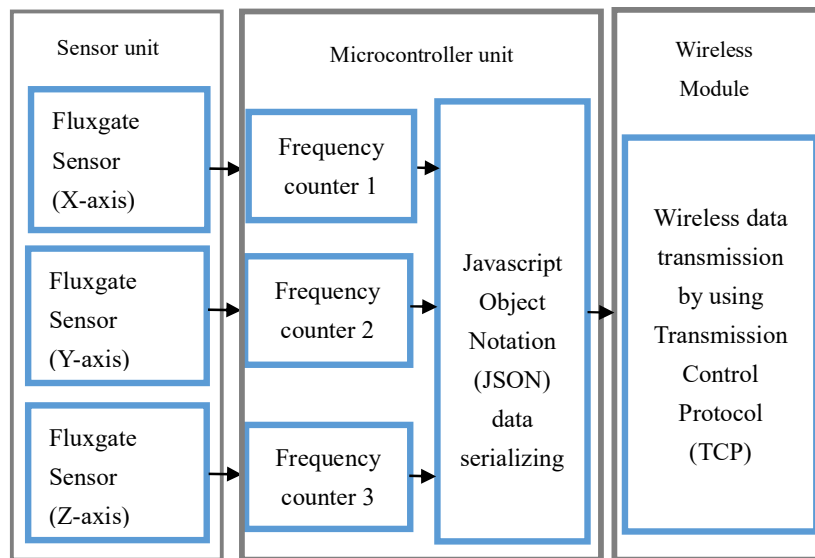 Sensor unit
Fluxgate
Sensor
(X-axis)
Fluxgate
Sensor
(Y-axis)
Fluxgate
Sensor
(Z-axis)
Microcontroller unit
Frequency
counter 1
Frequency
counter 2
Frequency
counter 3
Javascript
Object
Notation
(JSON)
data
serializing
Wireless
Module
Wireless data
transmission
by using
Transmission
Control
Protocol
(TCP)